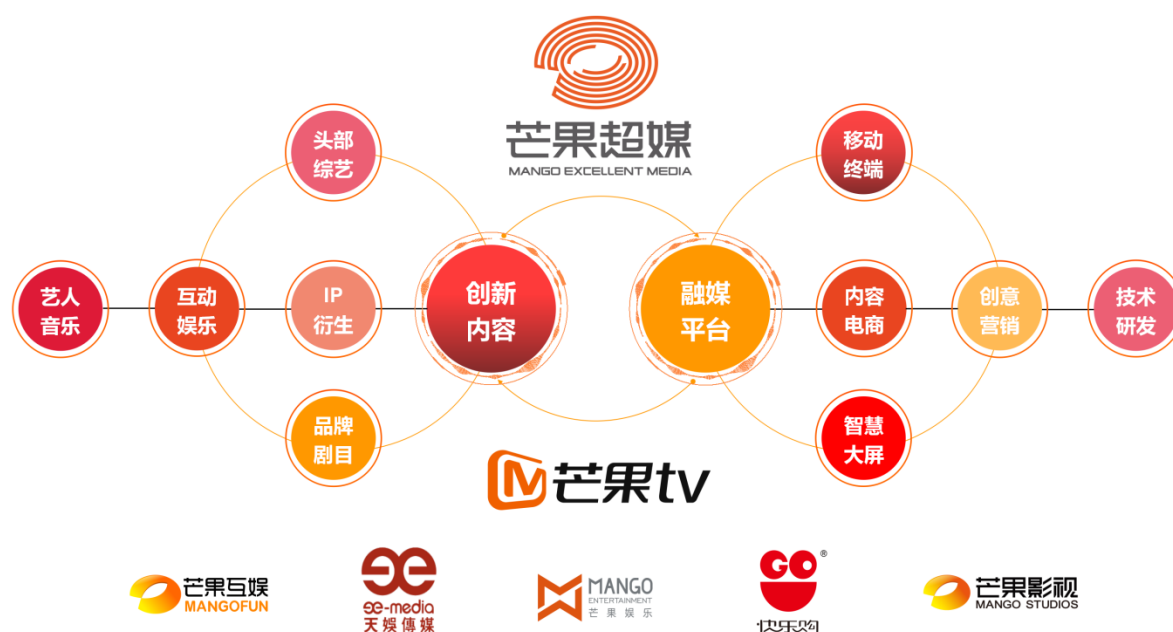 芒果超媒
MANGO EXCELLENT MEDIA
头部
综艺
移动
终端
艺人
音乐
互动
娱乐
IP
衍生
创新
内容
融媒
平台
内容
电商
创意
营销
技术
研发
品牌
剧目
智慧
大屏
芒果tv
芒果互娱
MANGOFUN
ee-media
天娱傳媒
MANGO
ENTERTAINMENT
芒果娱乐
GO®
快乐购
芒果影视
MANGO STUDIOS